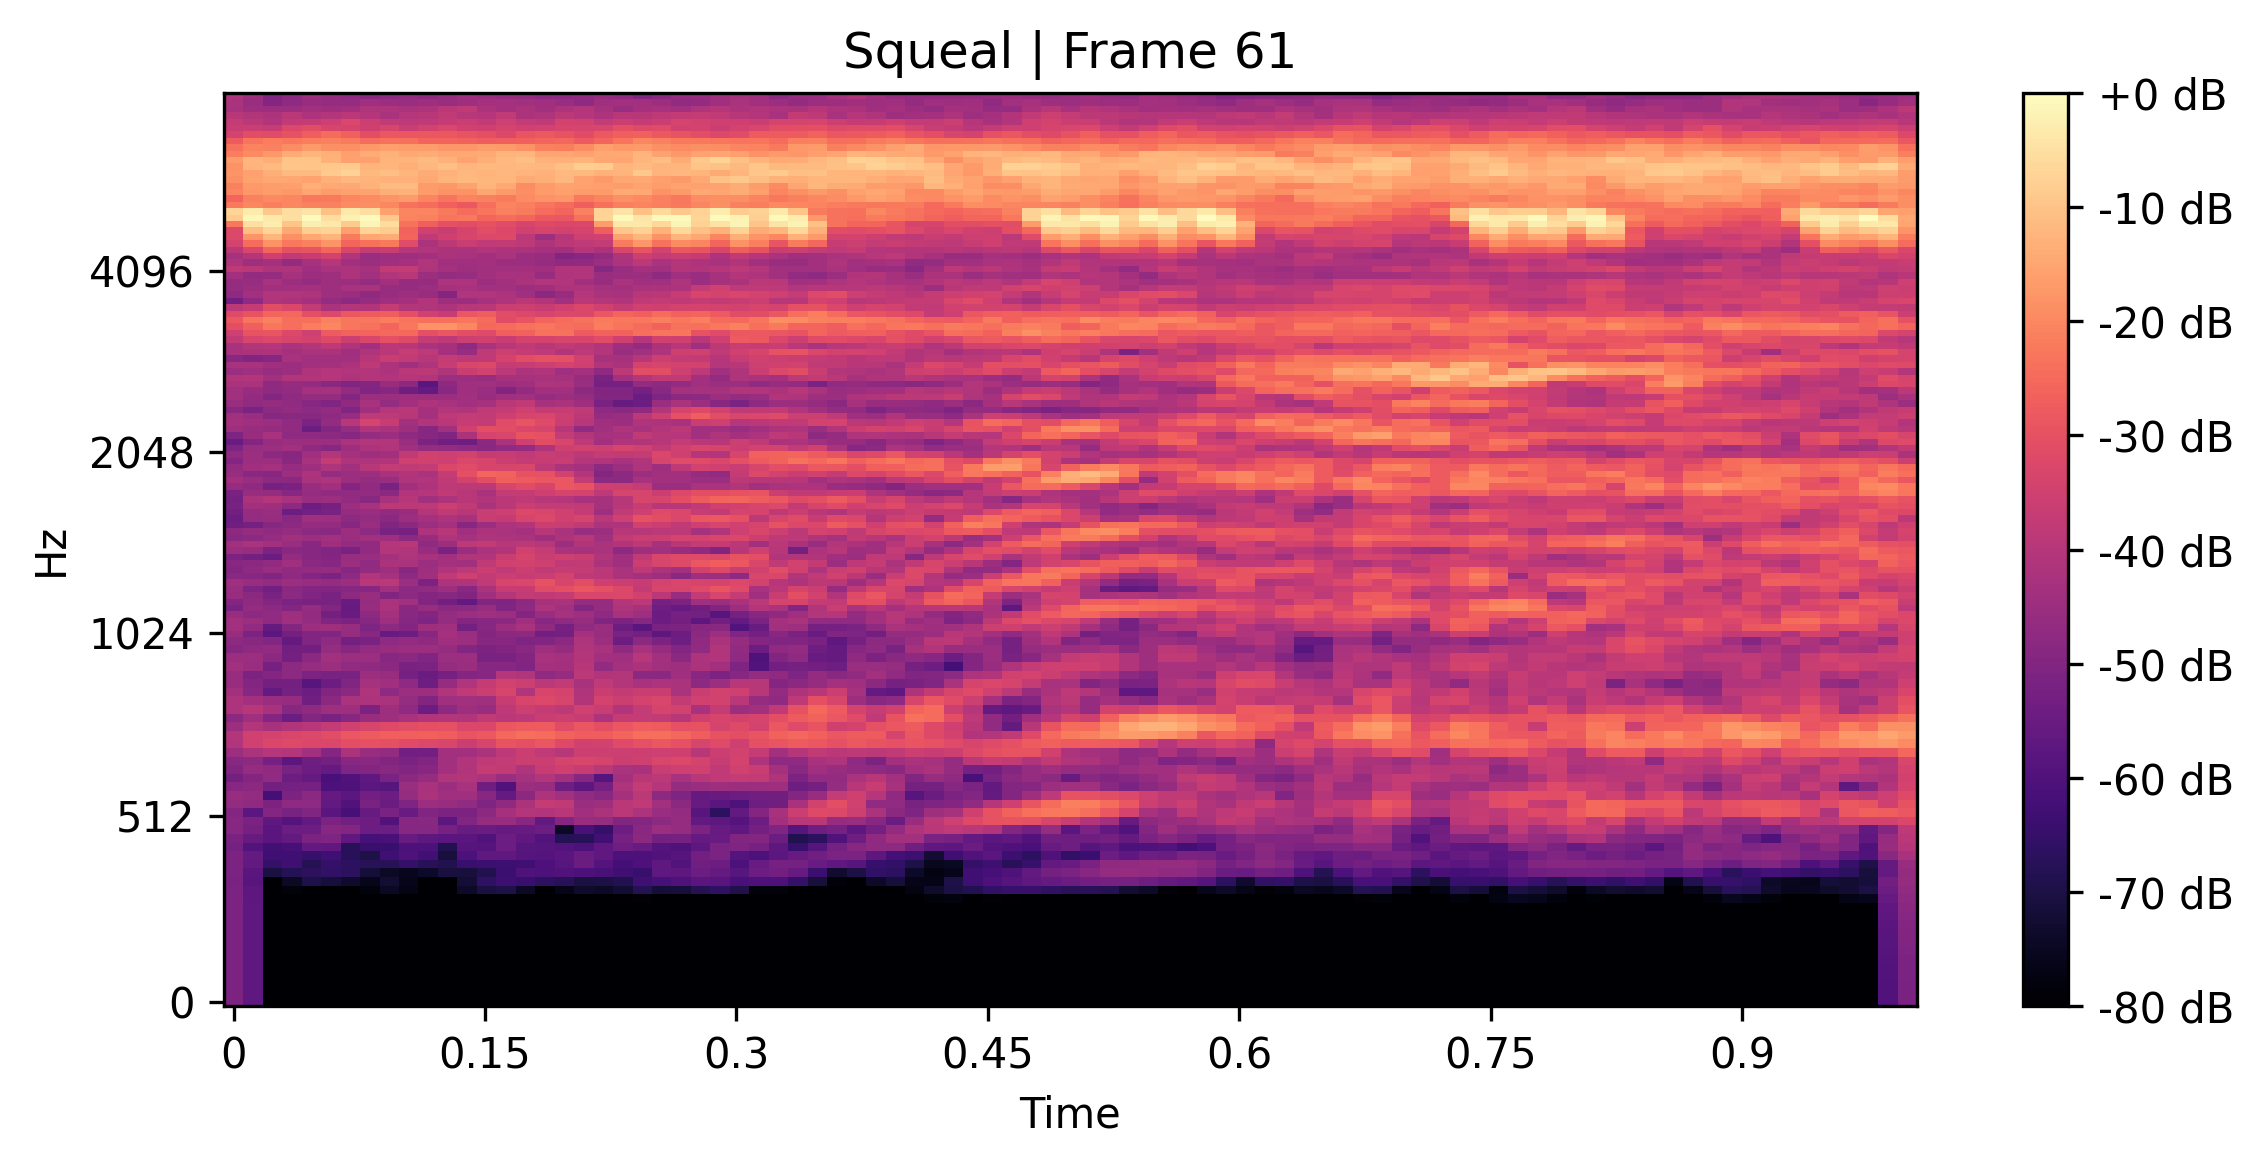 Squeal | Frame 61
+0 dB
-10 dB
-20 dB
-30 dB
-40 dB
-50 dB
-60 dB
-70 dB
-80 dB
Hz
4096
2048
1024
512
0
0 0.15 0.3 0.45 0.6 0.75 0.9
Time